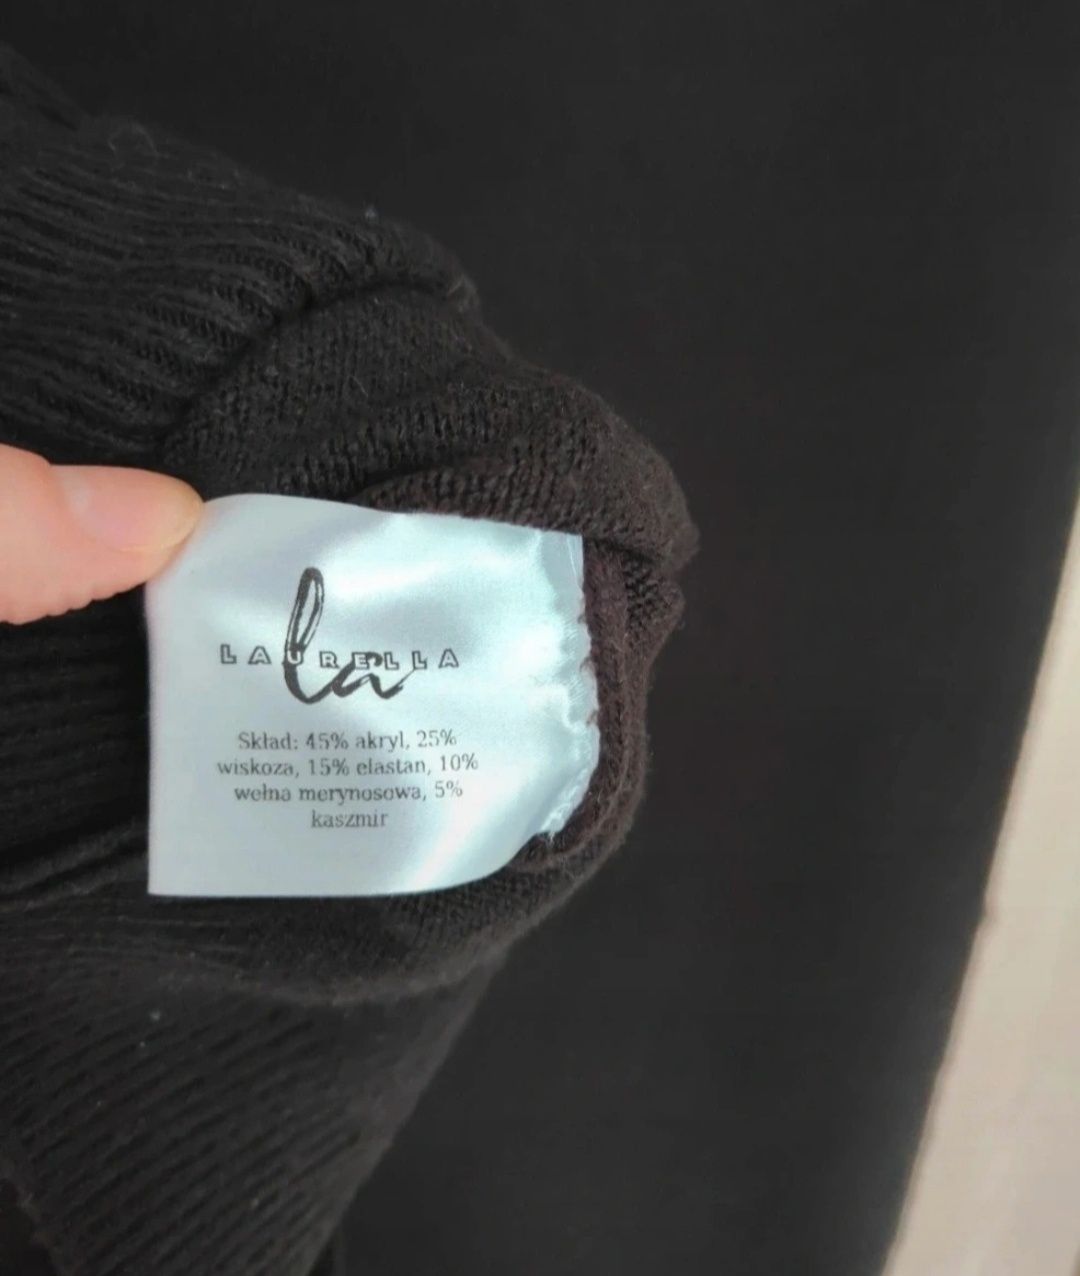 LAURELLA
la
Skład: 45% akryl, 25%
wiskoza, 15% elastan, 10%
wełna merynosowa, 5%
kaszmir